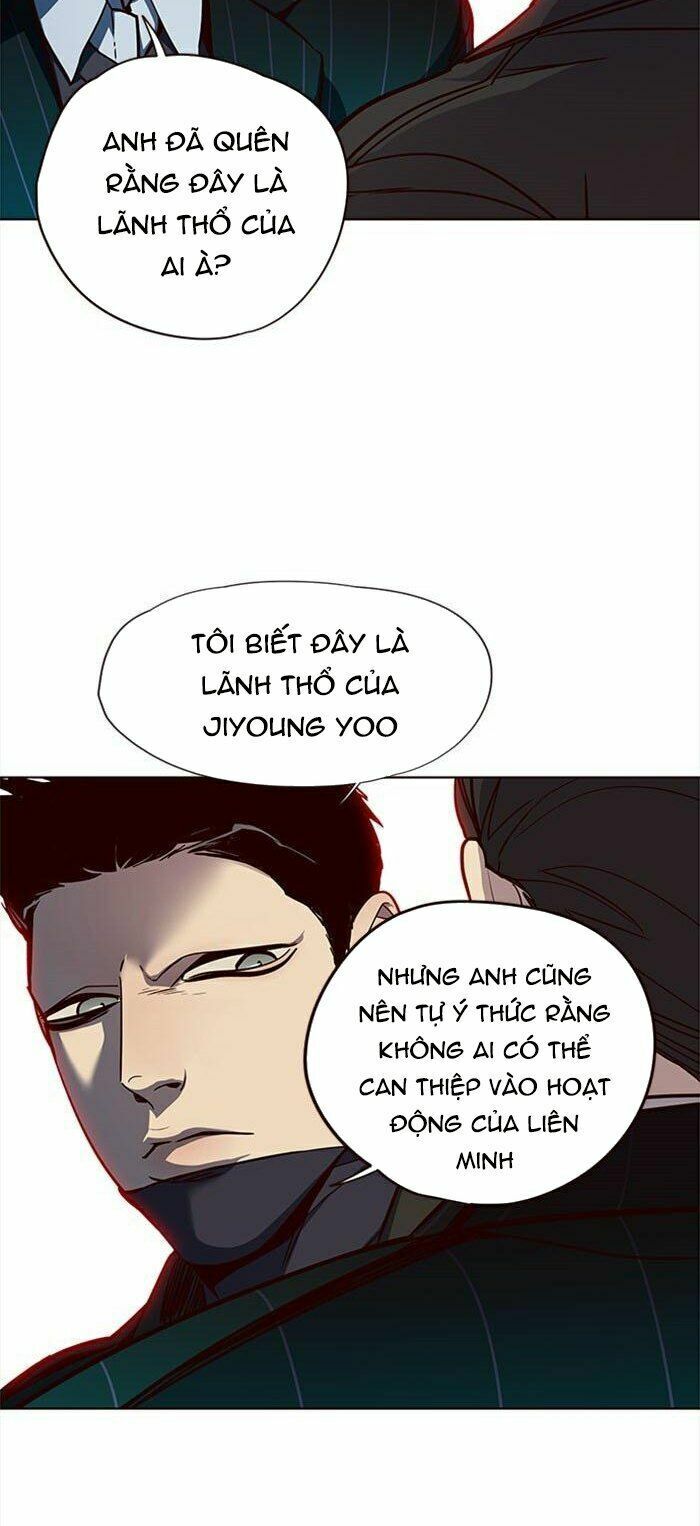 ANH ĐÃ QUÊN
RẰNG ĐÂY LÀ
LÃNH THỔ CỦA
AI À?
TÔI BIẾT ĐÂY LÀ
LÃNH THỔ CỦA
JIYOUNG YOO
NHƯNG ANH CŨNG
NÊN TỰ Ý THỨC RẰNG
KHÔNG AI CÓ THỂ
CAN THIỆP VÀO HOẠT
ĐỘNG CỦA LIÊN
MINH